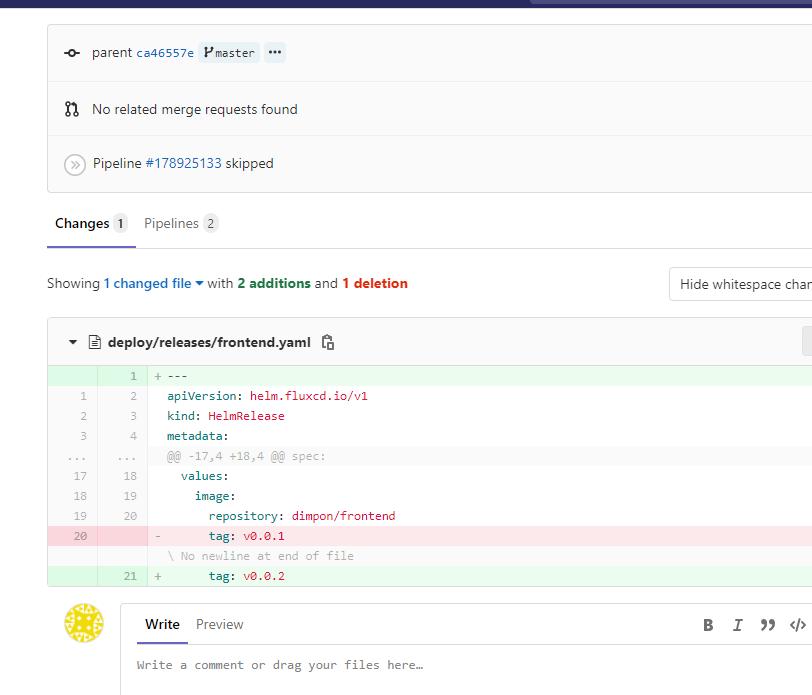 parent ca46557e master ...
No related merge requests found
Pipeline #178925133 skipped
Changes 1 Pipelines 2
Showing 1 changed file with 2 additions and 1 deletion
Hide whitespace char
deploy/releases/frontend.yaml
1 + ---
1 2 apiVersion: helm.fluxcd.io/v1
2 3 kind: HelmRelease
3 4 metadata:
... ... @@ -17,4 +18,4 @@ spec:
17 18 values:
18 19 image:
19 20 repository: dimpon/frontend
20 - tag: v0.0.1
\ No newline at end of file
21 + tag: v0.0.2
Write Preview
Write a comment or drag your files here…